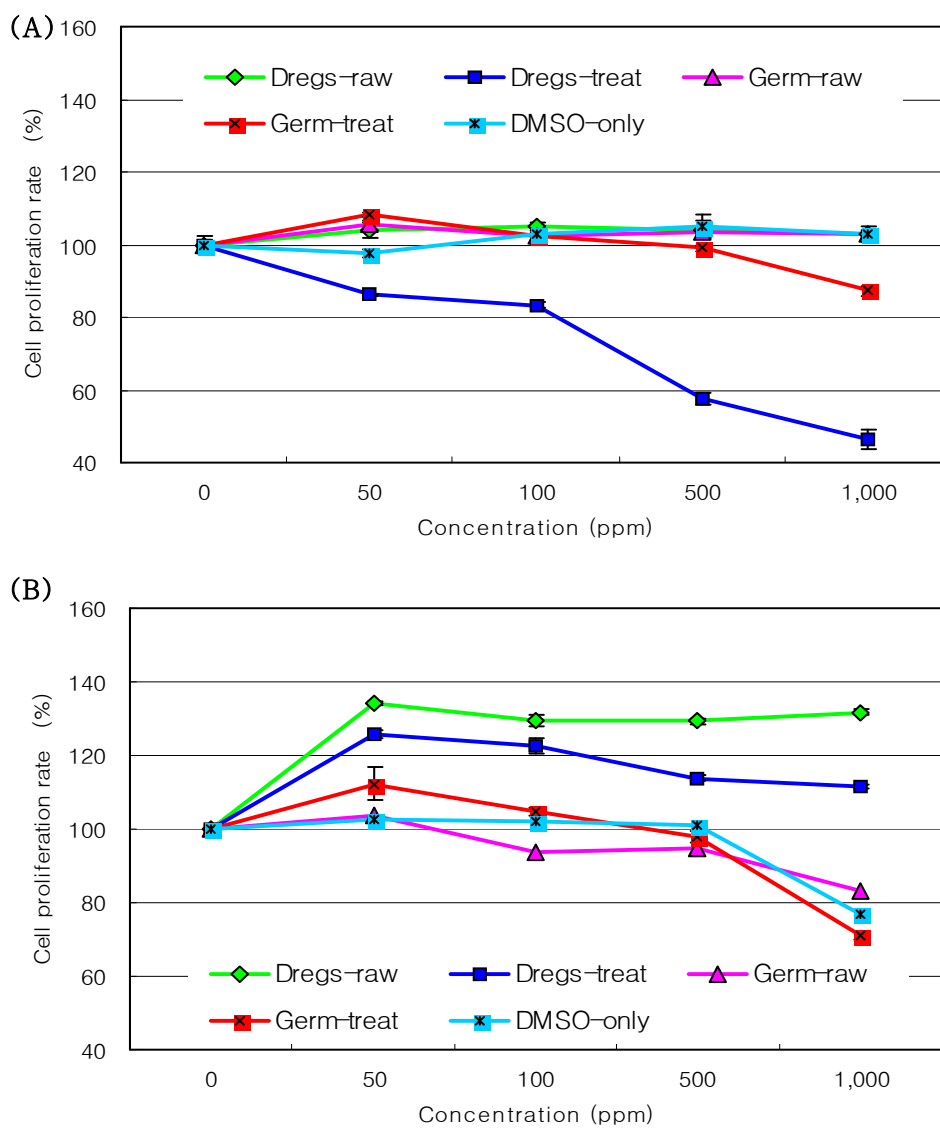 (A)
160
140
120
100
80
60
40
Cell proliferation rate (%)
Dregs-raw Dregs-treat Germ-raw
Germ-treat DMSO-only
0 50 100 500 1,000
Concentration (ppm)
(B)
160
140
120
100
80
60
40
Cell proliferation rate (%)
Dregs-raw Dregs-treat Germ-raw
Germ-treat DMSO-only
0 50 100 500 1,000
Concentration (ppm)